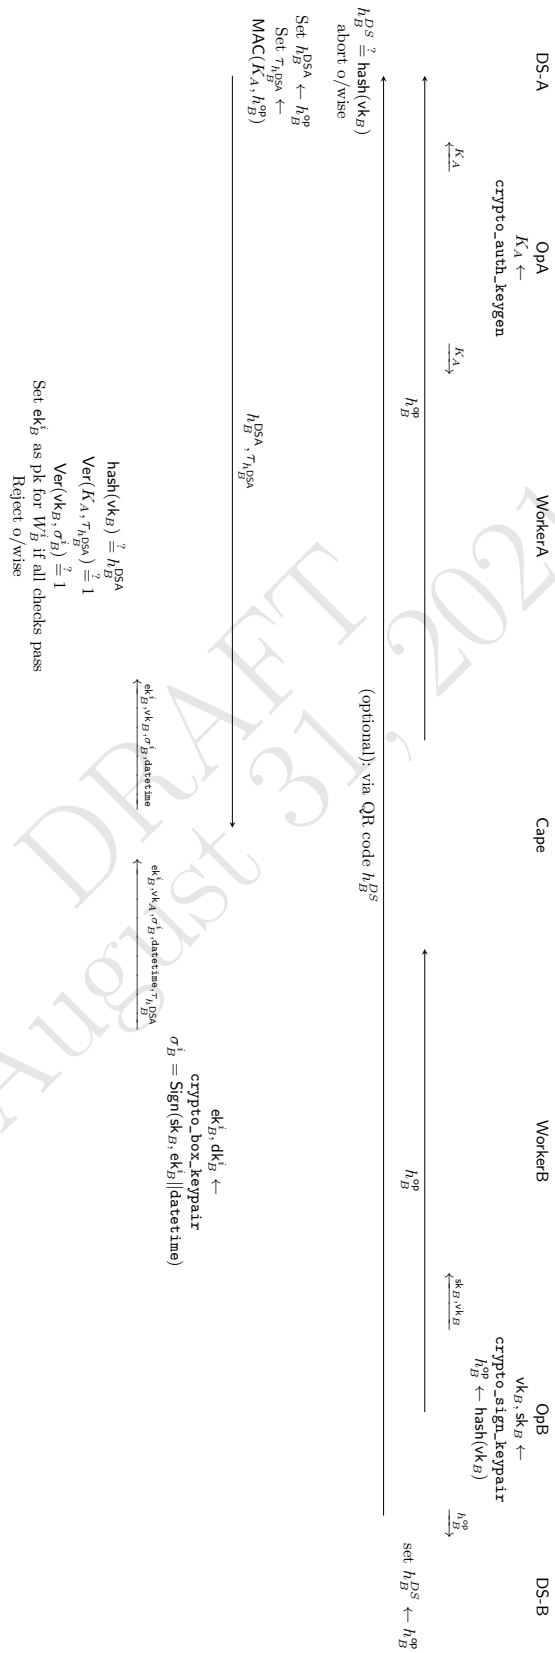 DS-A OpA WorkerA Cape WorkerB OpB DS-B
K_A ←
crypto_auth_keygen
vk_B, sk_B ←
crypto_sign_keypair
h_B^op ← hash(vk_B)
K_A K_A sk_B, vk_B h_B^op
h_B^op h_B^op set h_B^DS ← h_B^op
(optional): via QR code h_B^DS
h_B^DS ?= hash(vk_B)
abort o/wise
Set h_B^DSA ← h_B^op
Set τ_{h_B^DSA} ←
MAC(K_A, h_B^op)
h_B^DSA, τ_{h_B^DSA}
ek_B^i, dk_B^i ←
crypto_box_keypair
σ_B^i = Sign(sk_B, ek_B^i||datetime)
ek_B^i, vk_A, σ_B^i, datetime, τ_{h_B^DSA}
ek_B^i, vk_B, σ_B^i, datetime
hash(vk_B) ?= h_B^DSA
Ver(K_A, τ_{h_B^DSA}) ?= 1
Ver(vk_B, σ_B^i) ?= 1
Set ek_B^i as pk for W_B^i if all checks pass
Reject o/wise
DRAFT
August 31, 2021